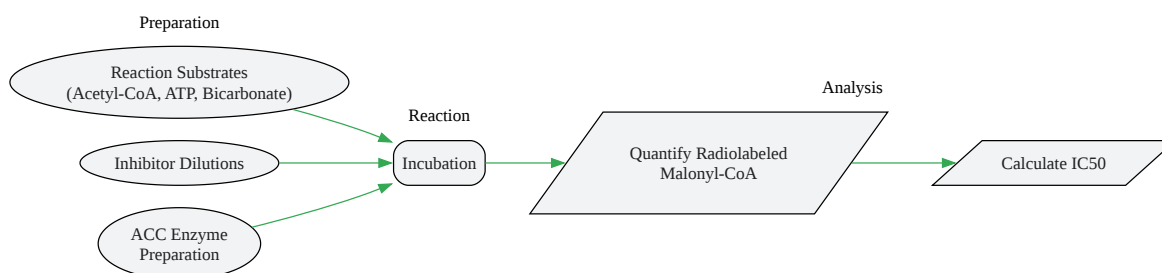 Preparation
Reaction Substrates
(Acetyl-CoA, ATP, Bicarbonate)
Inhibitor Dilutions
ACC Enzyme
Preparation
Reaction
Incubation
Analysis
Quantify Radiolabeled
Malonyl-CoA
Calculate IC50